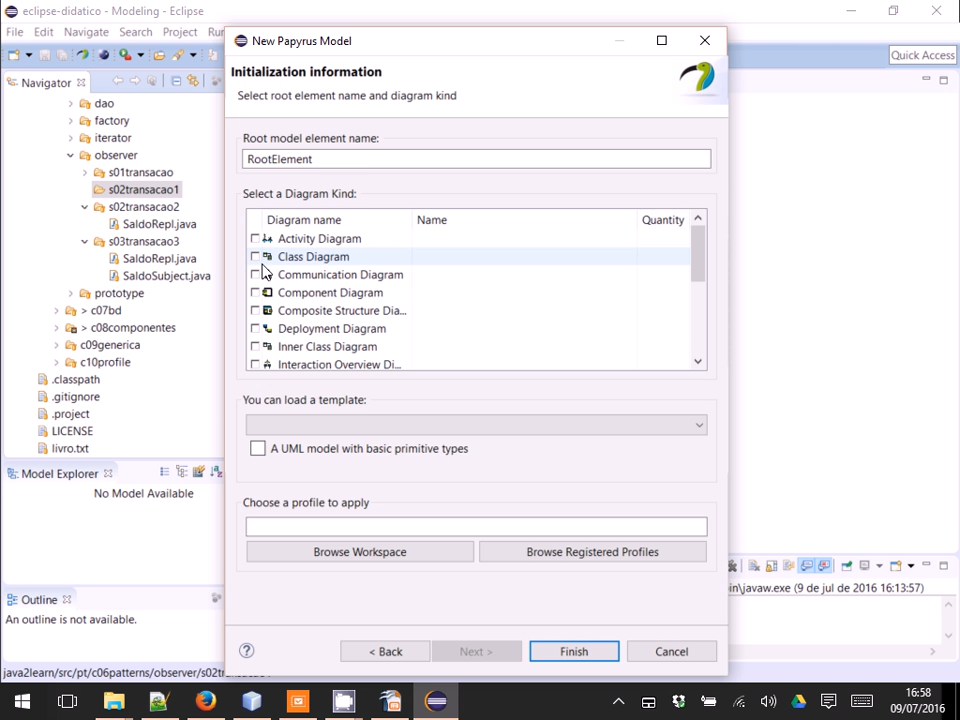 eclipse-didatico - Modeling - Eclipse
File Edit Navigate Search Project Run
Quick Access
Navigator
dao
factory
iterator
observer
s01transacao
s02transacao1
s02transacao2
SaldoRepl.java
s03transacao3
SaldoRepl.java
SaldoSubject.java
prototype
> c07bd
> c08componentes
c09generica
c10profile
.classpath
.gitignore
.project
LICENSE
livro.txt
Model Explorer
No Model Available
Outline
An outline is not available.
java2learn/src/pt/c06patterns/observer/s02transacao1
New Papyrus Model
Initialization information
Select root element name and diagram kind
Root model element name:
RootElement
Select a Diagram Kind:
Diagram name Name Quantity
Activity Diagram
Class Diagram
Communication Diagram
Component Diagram
Composite Structure Dia...
Deployment Diagram
Inner Class Diagram
Interaction Overview Di...
You can load a template:
A UML model with basic primitive types
Choose a profile to apply
Browse Workspace Browse Registered Profiles
< Back Next > Finish Cancel
bin\javaw.exe (9 de jul de 2016 16:13:57)
16:58
09/07/2016